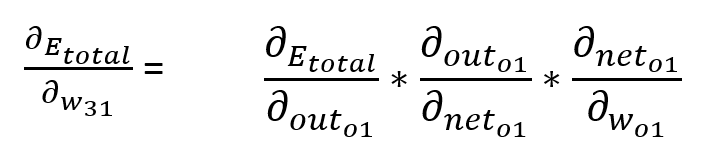 ∂E_total/∂w_31 = ∂E_total/∂out_o1 * ∂out_o1/∂net_o1 * ∂net_o1/∂w_o1